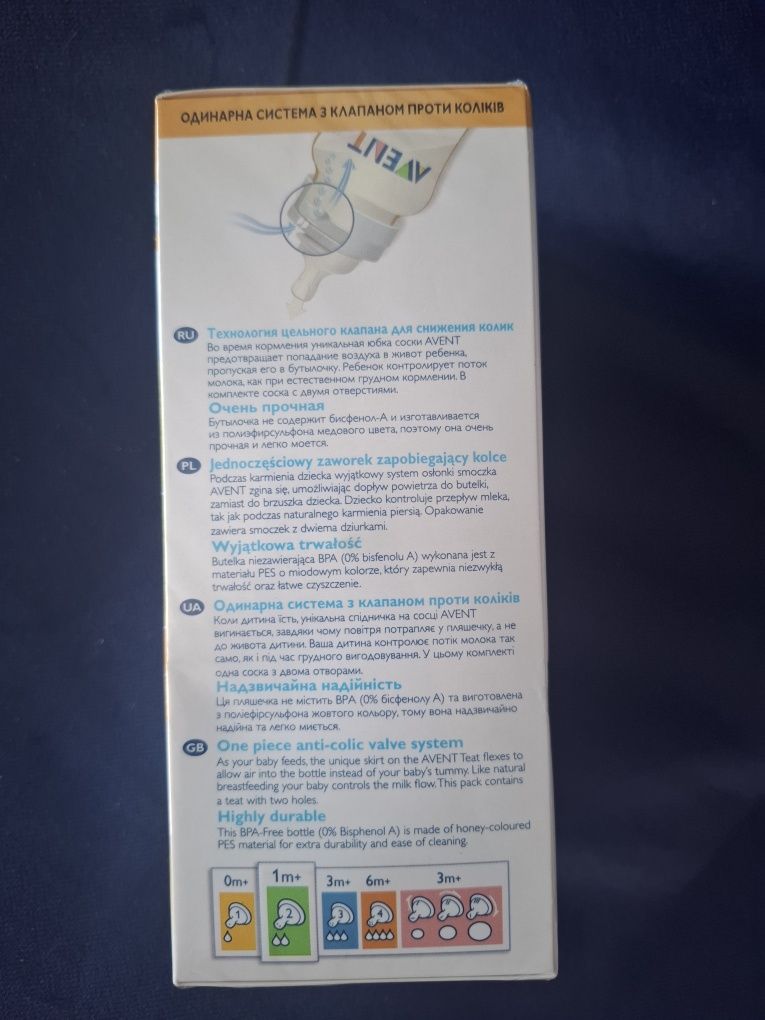 ОДИНАРНА СИСТЕМА З КЛАПАНОМ ПРОТИ КОЛІКІВ
AVENT
RU Технология цельного клапана для снижения колик
Во время кормления уникальная юбка соски AVENT
предотвращает попадание воздуха в живот ребенка,
пропуская его в бутылочку. Ребенок контролирует поток
молока, как при естественном грудном кормлении. В
комплекте соска с двумя отверстиями.
Очень прочная
Бутылочка не содержит бисфенол-А и изготавливается
из полиэфирсульфона медового цвета, поэтому она очень
прочная и легко моется.
PL Jednoczęściowy zaworek zapobiegający kolce
Podczas karmienia dziecka wyjątkowy system osłonki smoczka
AVENT zgina się, umożliwiając dopływ powietrza do butelki,
zamiast do brzuszka dziecka. Dziecko kontroluje przepływ mleka,
tak jak podczas naturalnego karmienia piersią. Opakowanie
zawiera smoczek z dwiema dziurkami.
Wyjątkowa trwałość
Butelka niezawierająca BPA (0% bisfenolu A) wykonana jest z
materiału PES o miodowym kolorze, który zapewnia niezwykłą
trwałość oraz łatwe czyszczenie.
UA Одинарна система з клапаном проти коліків
Коли дитина їсть, унікальна спідничка на сосці AVENT
вигинається, завдяки чому повітря потрапляє у пляшечку, а не
до живота дитини. Ваша дитина контролює потік молока так
само, як і під час грудного вигодовування. У цьому комплекті
одна соска з двома отворами.
Надзвичайна надійність
Ця пляшечка не містить BPA (0% бісфенолу А) та виготовлена
з поліефірсульфона жовтого кольору, тому вона надзвичайно
надійна та легко миється.
GB One piece anti-colic valve system
As your baby feeds, the unique skirt on the AVENT Teat flexes to
allow air into the bottle instead of your baby's tummy. Like natural
breastfeeding your baby controls the milk flow. This pack contains
a teat with two holes.
Highly durable
This BPA-Free bottle (0% Bisphenol A) is made of honey-coloured
PES material for extra durability and ease of cleaning.
0m+ 1m+ 3m+ 6m+ 3m+
1 2 3 4